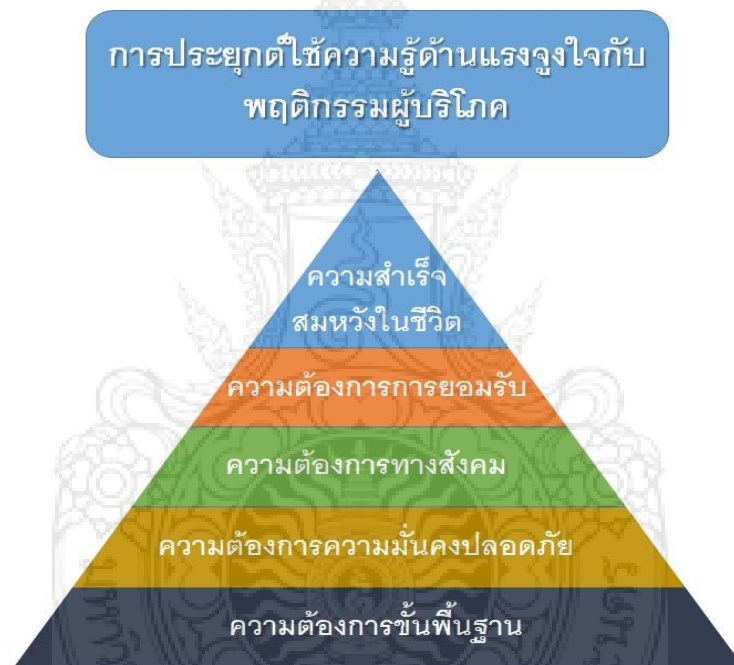 การประยุกต์ใช้ความรู้ด้านแรงจูงใจกับ
พฤติกรรมผู้บริโภค
ความสำเร็จ
สมหวังในชีวิต
ความต้องการการยอมรับ
ความต้องการทางสังคม
ความต้องการความมั่นคงปลอดภัย
ความต้องการขั้นพื้นฐาน